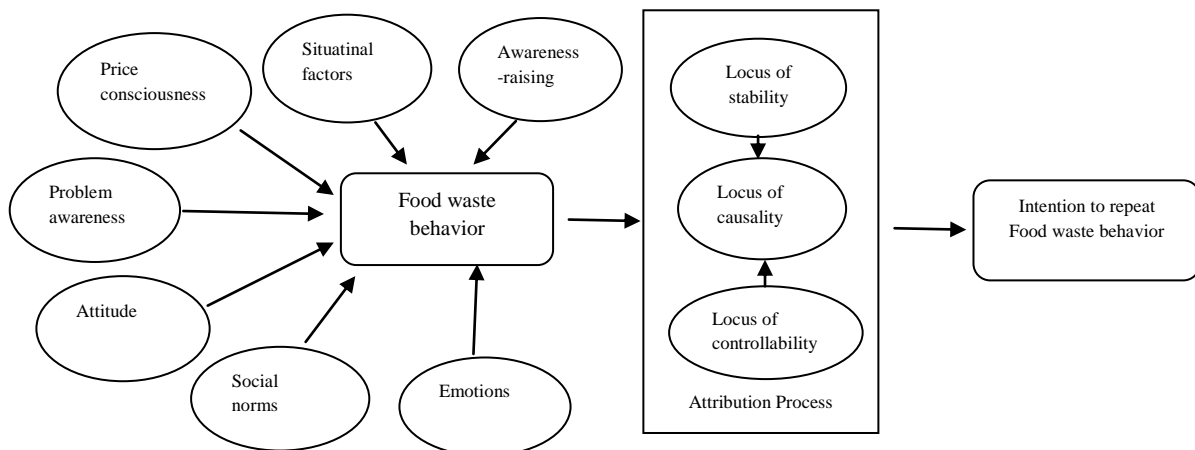 Price
consciousness
Situatinal
factors
Awareness
-raising
Problem
awareness
Attitude
Social
norms
Emotions
Food waste
behavior
Locus of
stability
Locus of
causality
Locus of
controllability
Attribution Process
Intention to repeat
Food waste behavior